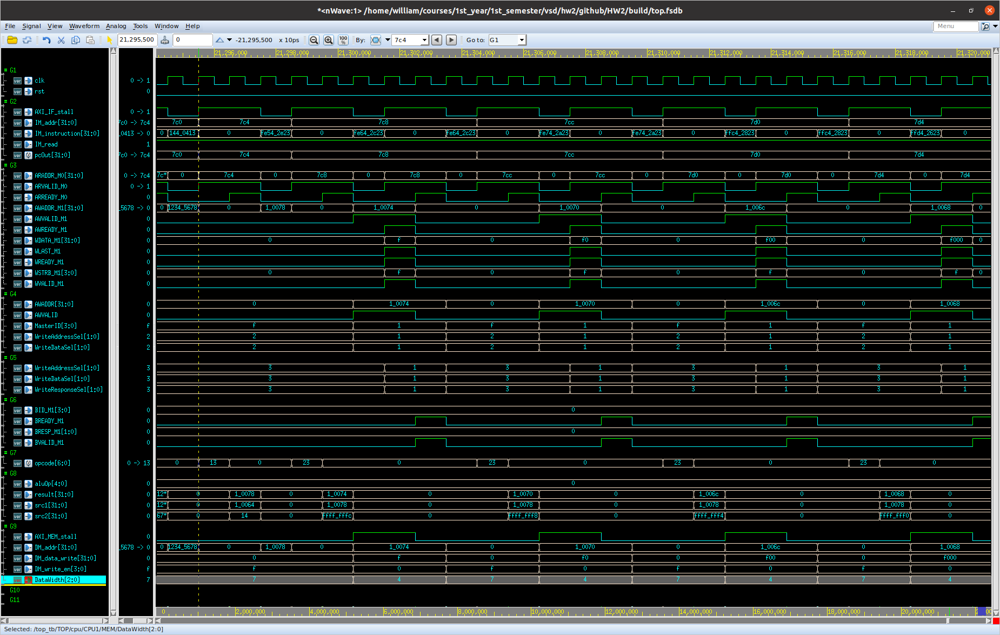 *<nWave:1> /home/william/courses/1st_year/1st_semester/vsd/hw2/github/HW2/build/top.fsdb
File Signal View Waveform Analog Tools Window Help Menu
21,295,500 0 -21,295,500 x 10ps 100 % By: 7c4 Go to: G1
21,296,000 21,298,000 21,300,000 21,302,000 21,304,000 21,306,000 21,308,000 21,310,000 21,312,000 21,314,000 21,316,000 21,318,000 21,320,000
G1
ver clk 0 -> 1
ver rst 0
G2
ver AXI_IF_stall 0 -> 1
ver IM_addr[31:0] 7c0 -> 7c4 7c0 7c4 7c8 7cc 7d0 7d4
ver IM_instruction[31:0] _0413 -> 0 0 144_0413 0 fe54_2e23 0 fe64_2c23 0 fe64_2c23 0 fe74_2a23 0 fe74_2a23 0 ffc4_2823 0 ffc4_2823 0 ffd4_2623 0
ver IM_read 1
ver pcOut[31:0] 7c0 -> 7c4 7c0 7c4 7c8 7cc 7d0 7d4
G3
ver ARADDR_M0[31:0] 0 -> 7c4 7c* 0 7c4 0 7c8 0 7c8 0 7cc 0 7cc 0 7d0 0 7d0 0 7d4 0 7d4
ver ARVALID_M0 0 -> 1
ver ARREADY_M0 0
ver AWADDR_M1[31:0] _5678 -> 0 0 1234_5678 0 1_0078 0 1_0074 0 1_0070 0 1_006c 0 1_0068 0
ver AWVALID_M1 0
ver AWREADY_M1 0
ver WDATA_M1[31:0] 0 0 f 0 f0 0 f00 0 f000 0
ver WLAST_M1 0
ver WREADY_M1 0
ver WSTRB_M1[3:0] 0 0 f 0 f 0 f 0 f 0
ver WVALID_M1 0
G4
ver AWADDR[31:0] 0 0 1_0074 0 1_0070 0 1_006c 0 1_0068
ver AWVALID 0
ver MasterID[3:0] f f 1 f 1 f 1 f 1
ver WriteAddressSel[1:0] 2 2 1 2 1 2 1 2 1
ver WriteDataSel[1:0] 2 2 1 2 1 2 1 2 1
G5
ver WriteAddressSel[1:0] 3 3 1 3 1 3 1 3 1
ver WriteDataSel[1:0] 3 3 1 3 1 3 1 3 1
ver WriteResponseSel[1:0] 3 3 1 3 1 3 1 3 1
G6
ver BID_M1[3:0] 0 0
ver BREADY_M1 0
ver BRESP_M1[1:0] 0 0
ver BVALID_M1 0
G7
ver opcode[6:0] 0 -> 13 0 13 0 23 0 23 0 23 0 23 0
G8
ver aluOp[4:0] 0 0
ver result[31:0] 0 12* 0 1_0078 0 1_0074 0 1_0070 0 1_006c 0 1_0068 0
ver src1[31:0] 0 12* 0 1_0064 0 1_0078 0 1_0078 0 1_0078 0 1_0078 0
ver src2[31:0] 0 67* 0 14 0 ffff_fffc 0 ffff_fff8 0 ffff_fff4 0 ffff_fff0 0
G9
ver AXI_MEM_stall 0
ver DM_addr[31:0] _5678 -> 0 0 1234_5678 0 1_0078 0 1_0074 0 1_0070 0 1_006c 0 1_0068
ver DM_data_write[31:0] 0 0 f 0 f0 0 f00 0 f000
ver DM_write_en[3:0] f f 0 f 0 f 0 f 0
ver DataWidth[2:0] 7 7 4 7 4 7 4 7 4
G10
G11
0 2,000,000 4,000,000 6,000,000 8,000,000 10,000,000 12,000,000 14,000,000 16,000,000 18,000,000 20,000,000
Selected: /top_tb/TOP/cpu/CPU1/MEM/DataWidth[2:0]